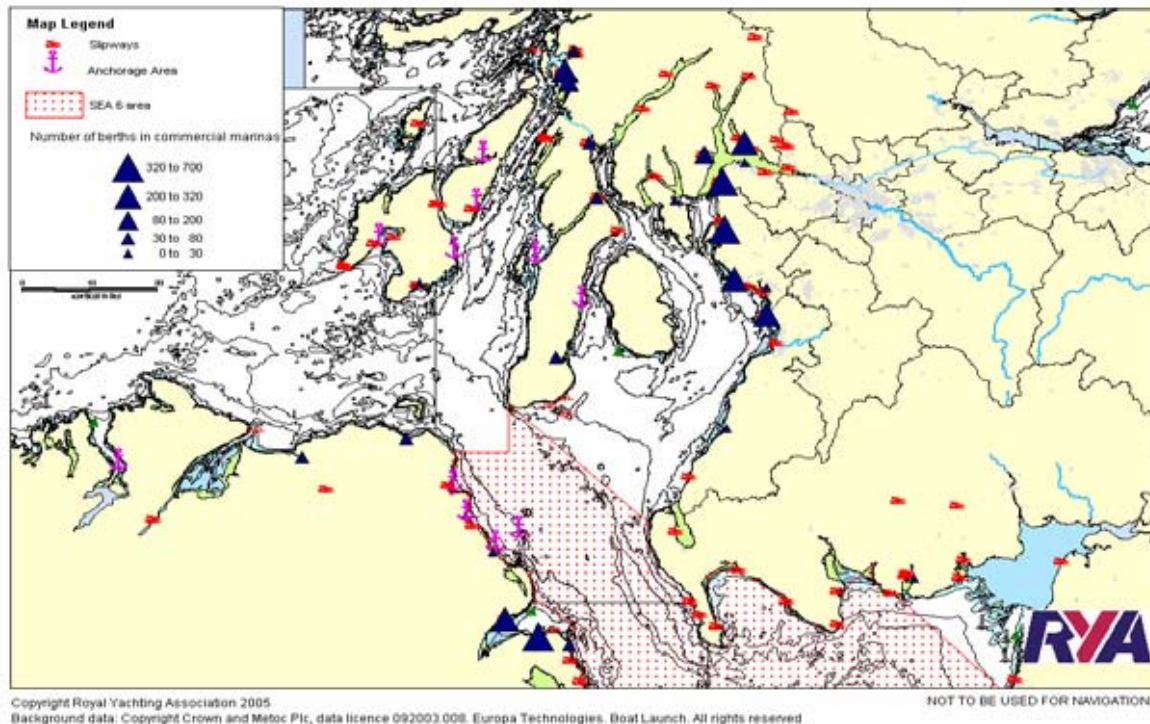 Map Legend
Slipways
Anchorage Area
SEA 6 area
Number of berths in commercial marinas
320 to 700
200 to 320
80 to 200
30 to 80
0 to 30
RYA
Copyright Royal Yachting Association 2005
NOT TO BE USED FOR NAVIGATION
Background data: Copyright Crown and Metoc Plc, data licence 092003.008. Europa Technologies. Boat Launch. All rights reserved